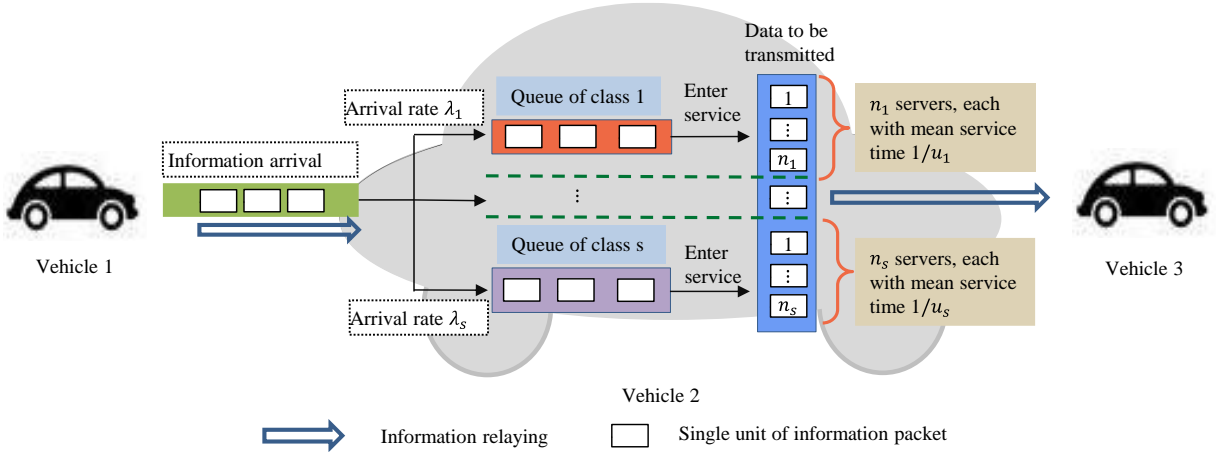 Data to be
transmitted
Arrival rate λ₁
Queue of class 1
Enter
service
1
⋮
n₁
n₁ servers, each
with mean service
time 1/u₁
Information arrival
⋮
⋮
Vehicle 1
Queue of class s
Enter
service
1
⋮
nₛ
nₛ servers, each
with mean service
time 1/uₛ
Vehicle 3
Arrival rate λₛ
Vehicle 2
Information relaying
Single unit of information packet